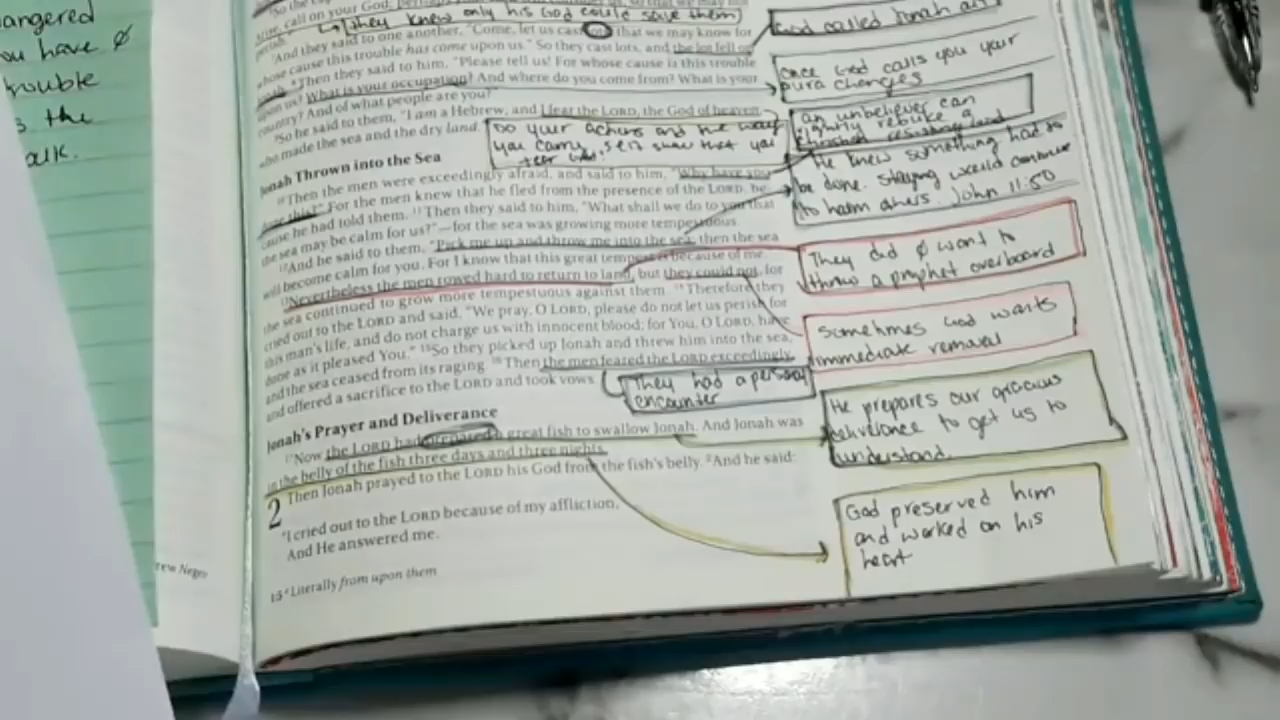 angered
you have ∅
trouble
s the
alk.
"So the
call on your God;
they knew only his God could save them
"And they said to one another, "Come, let us cast that we may know for
whose cause this trouble has come upon us." So they cast lots, and the lot fell on
"Then they said to him, "Please tell us! For whose cause is this trouble
upon us? What is your occupation? And where do you come from? What is your
country? And of what people are you?"
"So he said to them, "I am a Hebrew, and I fear the LORD, the God of heaven,
who made the sea and the dry land.
Do your actions and the way
you carry show that you
fear God?
Jonah Thrown into the Sea
"Then the men were exceedingly afraid, and said to him, "Why have you
this?" For the men knew that he fled from the presence of the LORD, be-
cause he had told them. 11Then they said to him, "What shall we do to you that
the sea may be calm for us?"—for the sea was growing more tempestuous.
12And he said to them, "Pick me up and throw me into the sea; then the sea
will become calm for you. For I know that this great tempest is because of me.
Nevertheless the men rowed hard to return to land, but they could not, for
the sea continued to grow more tempestuous against them. 14Therefore they
cried out to the LORD and said, "We pray, O LORD, please do not let us perish for
this man's life, and do not charge us with innocent blood; for You, O LORD, have
done as it pleased You." 15So they picked up Jonah and threw him into the sea,
and the sea ceased from its raging 16Then the men feared the LORD exceedingly,
and offered a sacrifice to the LORD and took vows.
They had a personal
encounter
Jonah's Prayer and Deliverance
17Now the LORD had prepared a great fish to swallow Jonah. And Jonah was
in the belly of the fish three days and three nights.
2 Then Jonah prayed to the LORD his God from the fish's belly. 2And he said:
"I cried out to the LORD because of my affliction,
And He answered me.
God called Jonah
once God calls you your
changes
an unbeliever can
rebuke a
He knew something had to
be done. Staying would continue
to harm others. John 11:50
They did ∅ want to
throw a prophet overboard
Sometimes God wants
immediate removal
He prepares our gracious
deliverance to get us to
understand.
God preserved him
and worked on his
heart
rew Negev
Literally from upon them